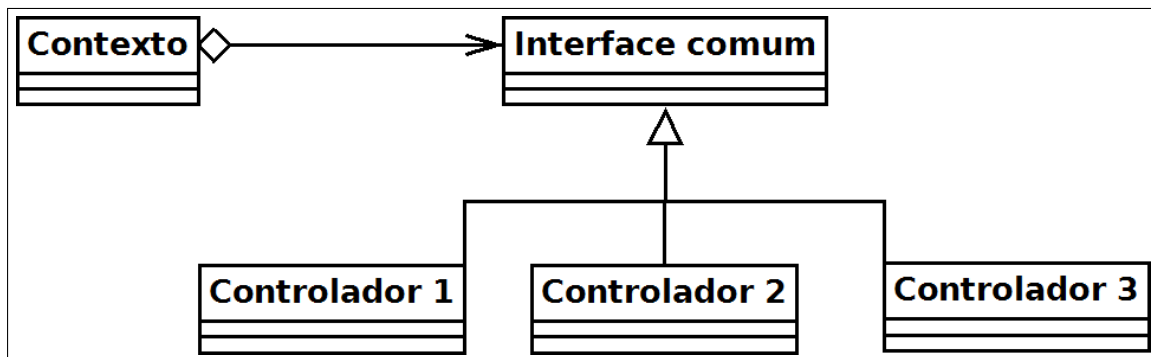 Contexto
Interface comum
Controlador 1
Controlador 2
Controlador 3